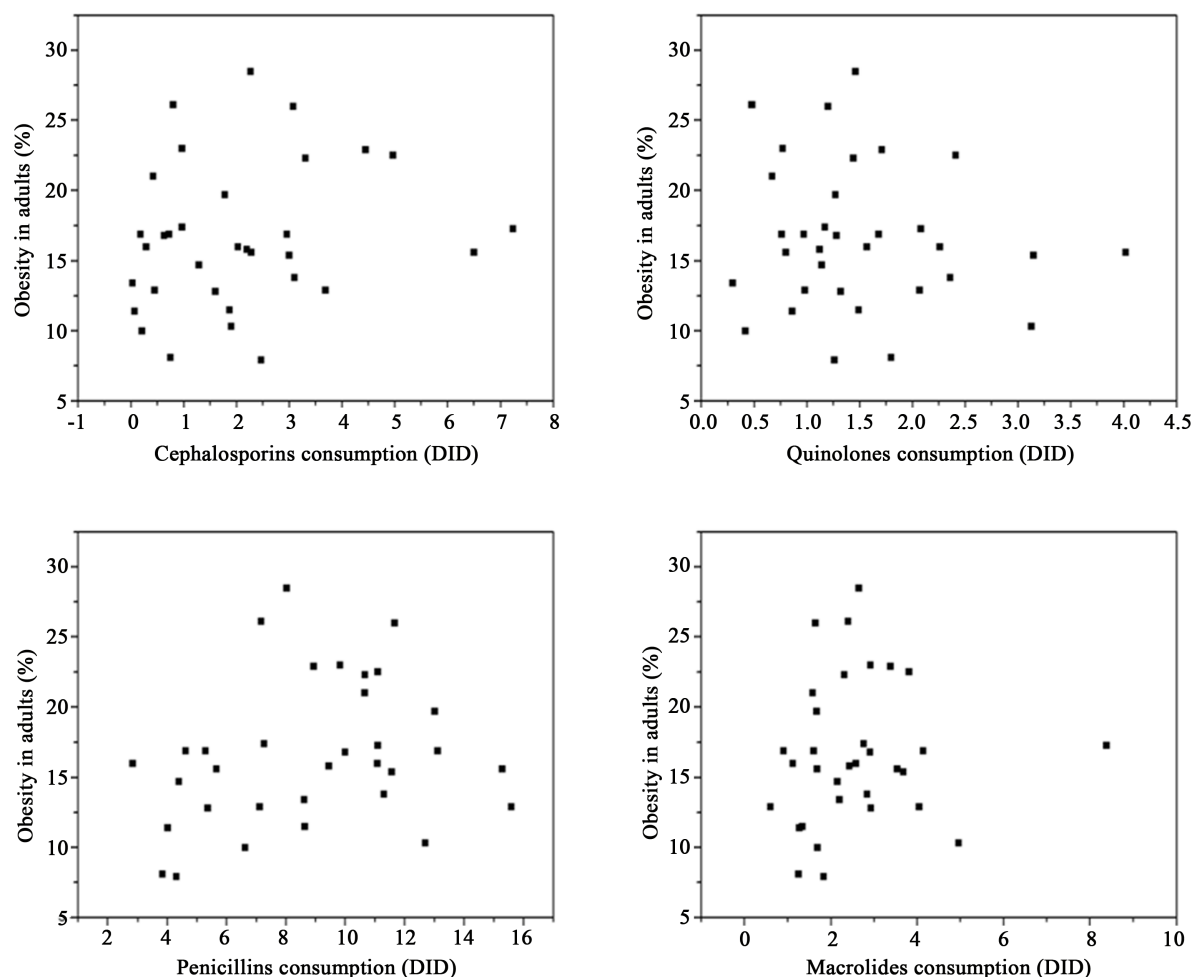 30
25
20
15
10
5
Obesity in adults (%)
-1 0 1 2 3 4 5 6 7 8
Cephalosporins consumption (DID)
30
25
20
15
10
5
Obesity in adults (%)
0.0 0.5 1.0 1.5 2.0 2.5 3.0 3.5 4.0 4.5
Quinolones consumption (DID)
30
25
20
15
10
5
Obesity in adults (%)
2 4 6 8 10 12 14 16
Penicillins consumption (DID)
30
25
20
15
10
5
Obesity in adults (%)
0 2 4 6 8 10
Macrolides consumption (DID)